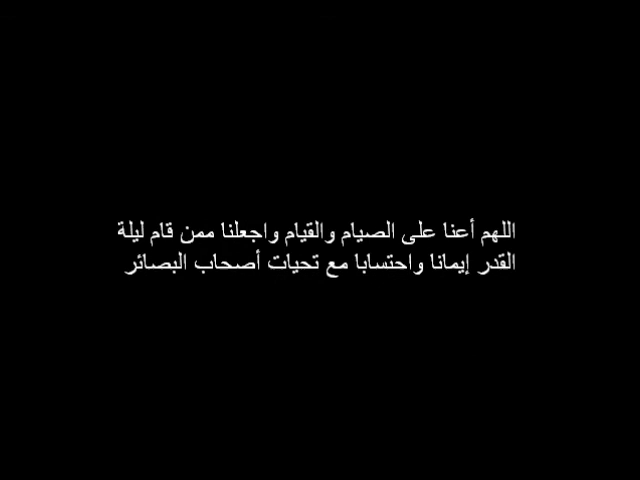 اللهم أعنا على الصيام والقيام واجعلنا ممن قام ليلة
القدر إيمانا واحتسابا مع تحيات أصحاب البصائر